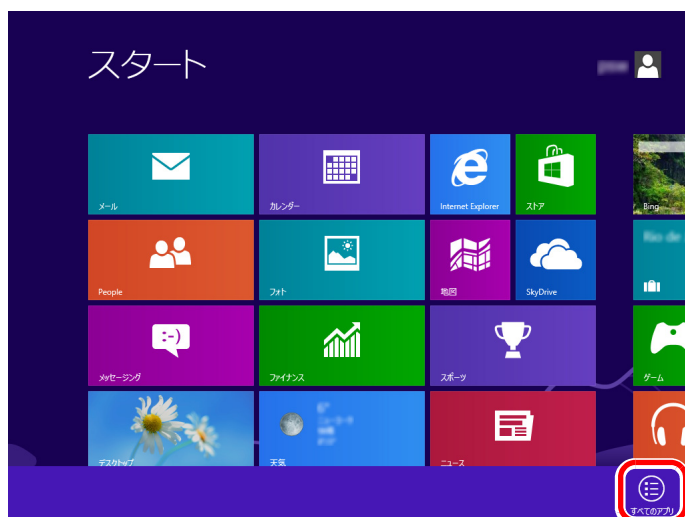 スタート
メール
カレンダー
Internet Explorer
ストア
Bing
People
フォト
地図
SkyDrive
メッセージング
ファイナンス
スポーツ
ゲーム
デスクトップ
天気
ニュース
すべてのアプリ